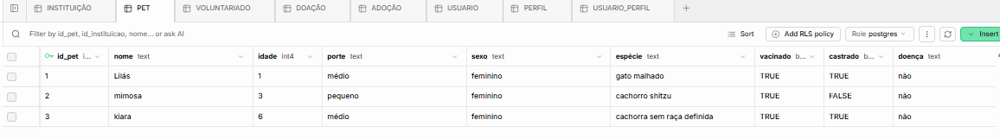 INSTITUIÇÃO PET VOLUNTARIADO DOAÇÃO ADOÇÃO USUARIO PERFIL USUARIO_PERFIL
Filter by id_pet, id_instituicao, nome... or ask AI Sort Add RLS policy Role postgres Insert
id_pet i... nome text idade int4 porte text sexo text espécie text vacinado b... castrado b... doença text
1 Lilás 1 médio feminino gato malhado TRUE TRUE não
2 mimosa 3 pequeno feminino cachorro shitzu TRUE FALSE não
3 kiara 6 médio feminino cachorra sem raça definida TRUE TRUE não